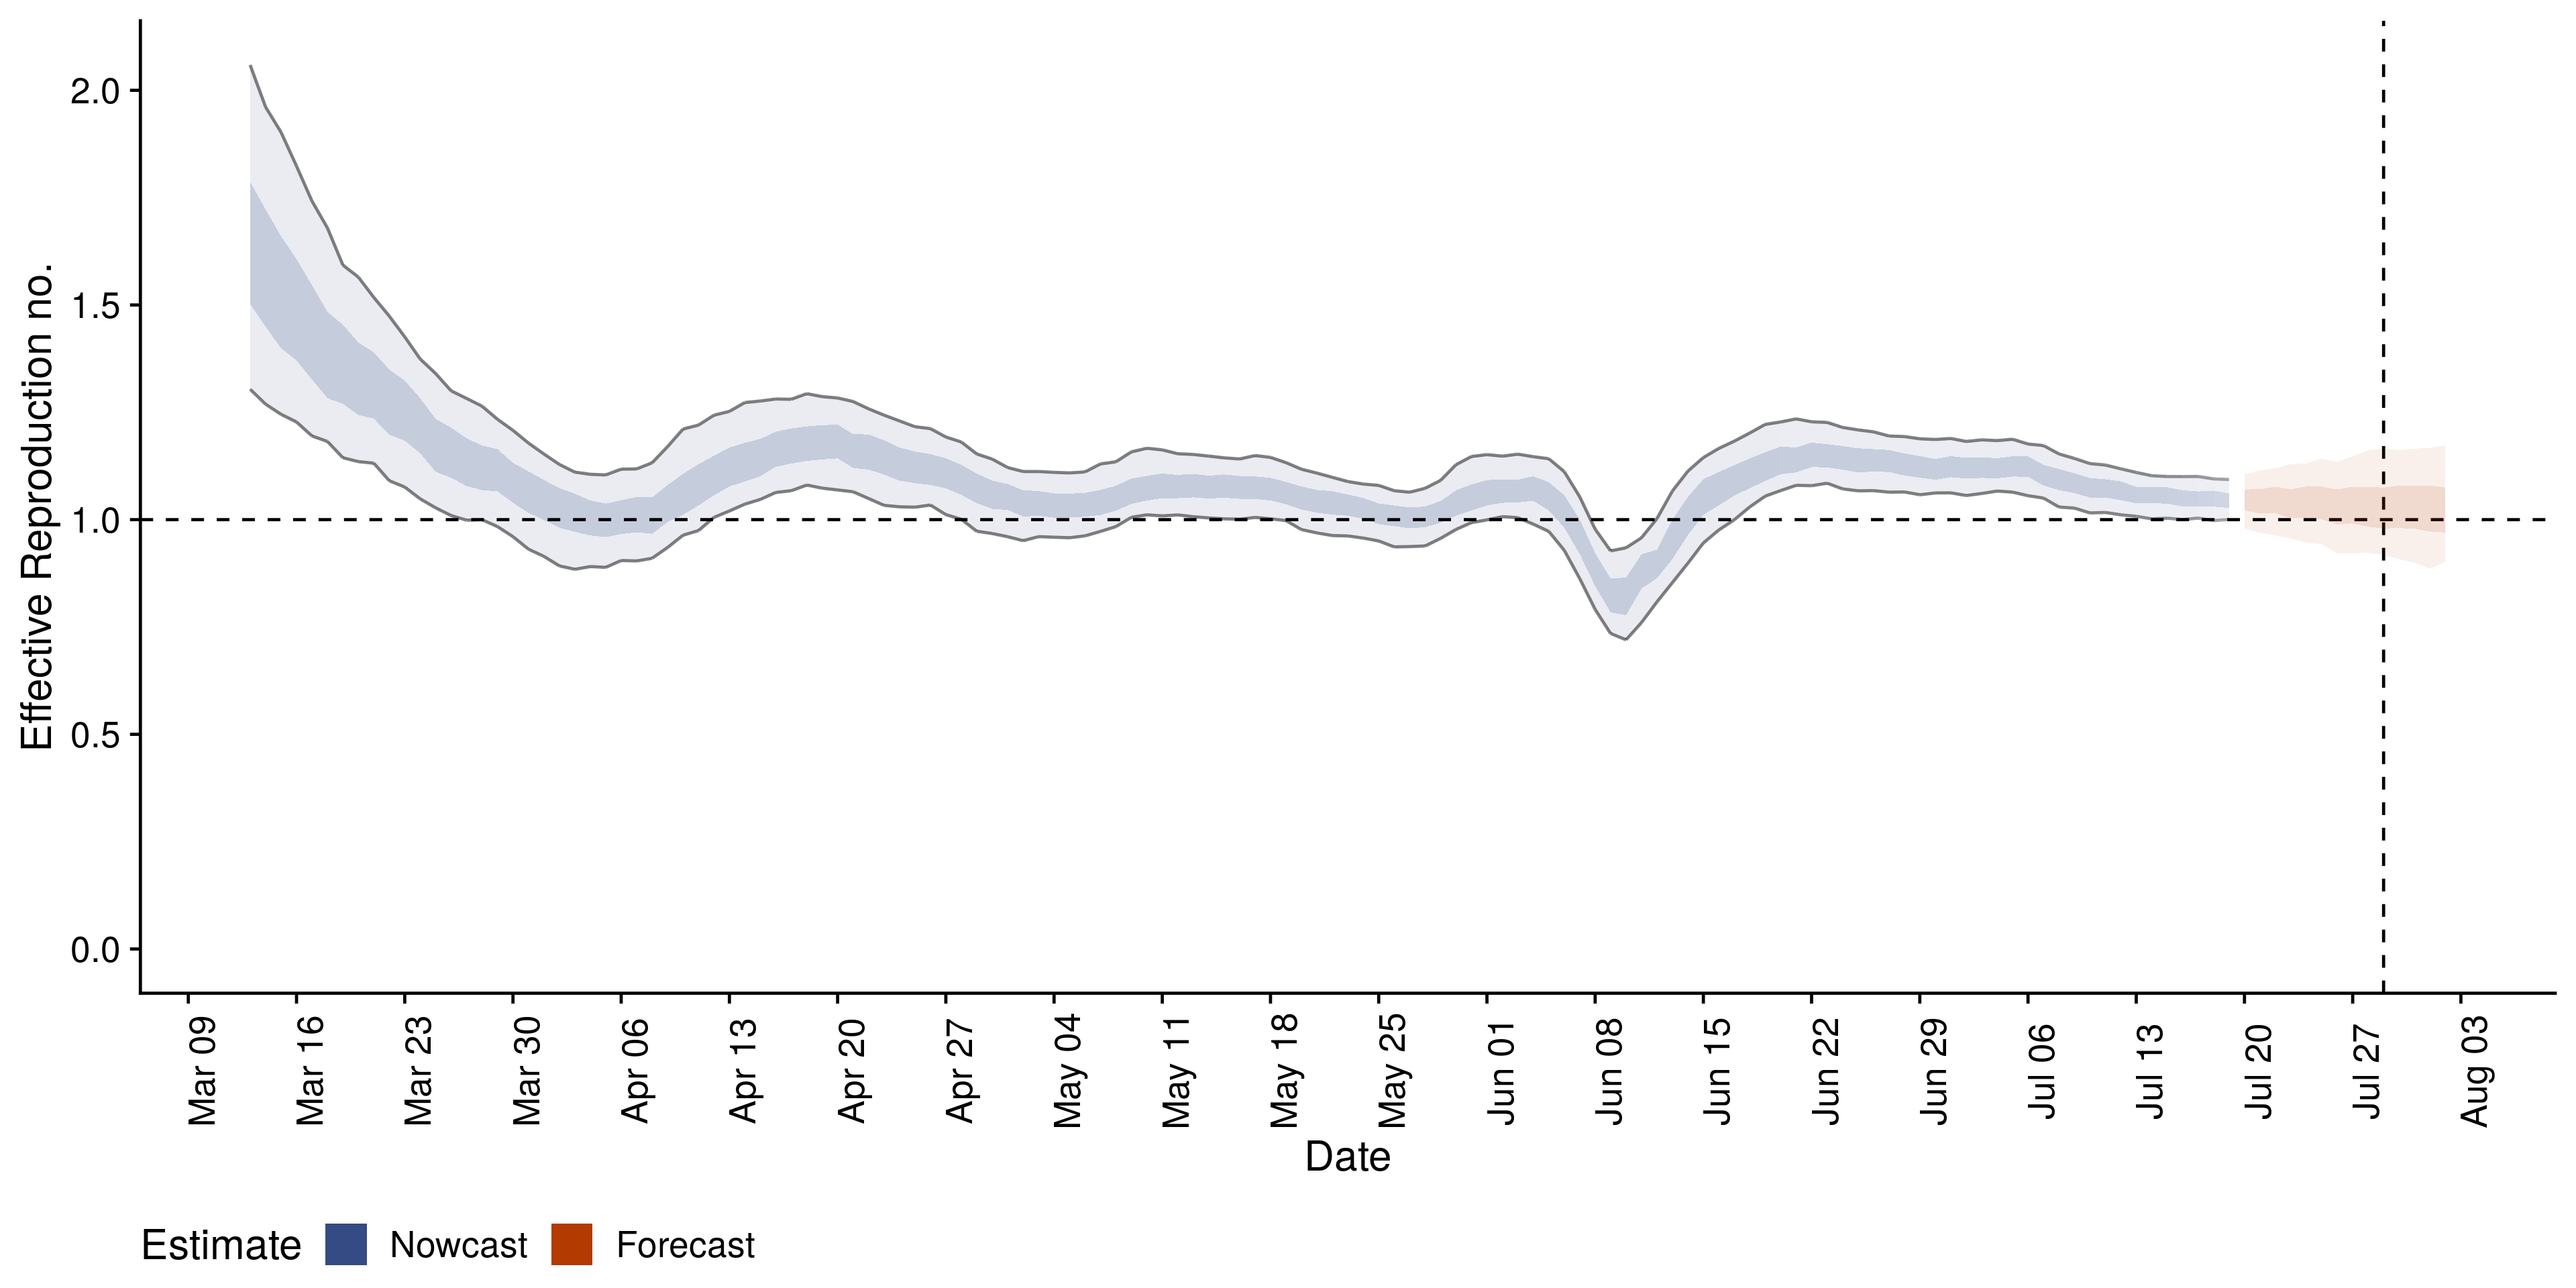 Effective Reproduction no.
2.0
1.5
1.0
0.5
0.0
Mar 09
Mar 16
Mar 23
Mar 30
Apr 06
Apr 13
Apr 20
Apr 27
May 04
May 11
May 18
May 25
Jun 01
Jun 08
Jun 15
Jun 22
Jun 29
Jul 06
Jul 13
Jul 20
Jul 27
Aug 03
Date
Estimate Nowcast Forecast